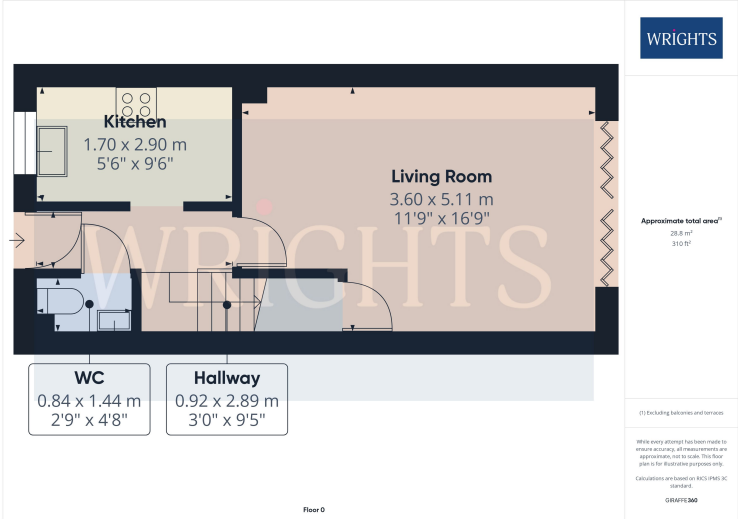 WRIGHTS
Kitchen
1.70 x 2.90 m
5'6" x 9'6"
Living Room
3.60 x 5.11 m
11'9" x 16'9"
WRIGHTS
WC
0.84 x 1.44 m
2'9" x 4'8"
Hallway
0.92 x 2.89 m
3'0" x 9'5"
Floor 0
Approximate total area(1)
28.8 m²
310 ft²
(1) Excluding balconies and terraces
While every attempt has been made to
ensure accuracy, all measurements are
approximate, not to scale. This floor
plan is for illustrative purposes only.
Calculations are based on RICS IPMS 3C
standard.
GIRAFFE360